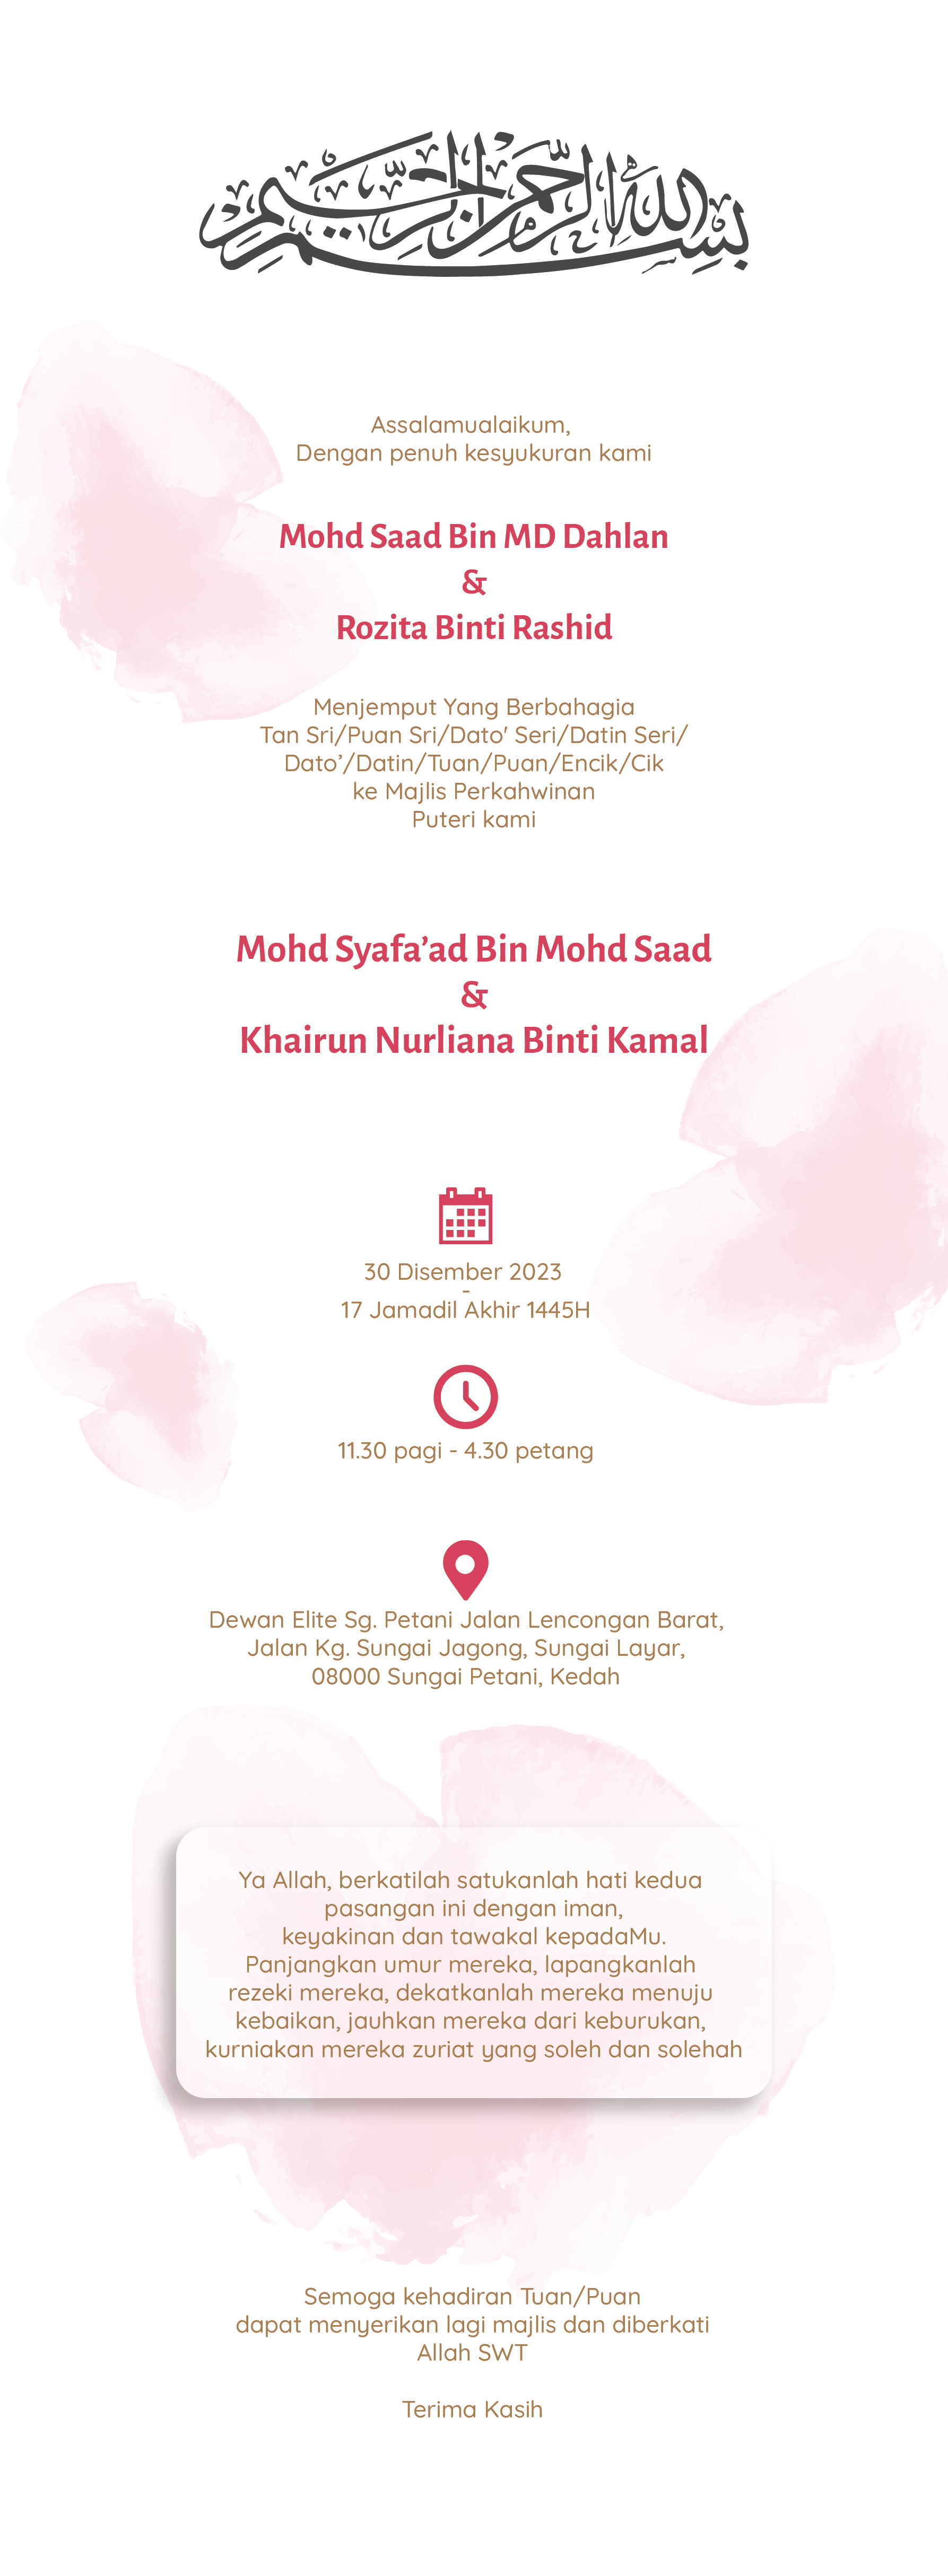 بسم الله الرحمن الرحيم
Assalamualaikum,
Dengan penuh kesyukuran kami
Mohd Saad Bin MD Dahlan
&
Rozita Binti Rashid
Menjemput Yang Berbahagia
Tan Sri/Puan Sri/Dato' Seri/Datin Seri/
Dato’/Datin/Tuan/Puan/Encik/Cik
ke Majlis Perkahwinan
Puteri kami
Mohd Syafa’ad Bin Mohd Saad
&
Khairun Nurliana Binti Kamal
30 Disember 2023
-
17 Jamadil Akhir 1445H
11.30 pagi - 4.30 petang
Dewan Elite Sg. Petani Jalan Lencongan Barat,
Jalan Kg. Sungai Jagong, Sungai Layar,
08000 Sungai Petani, Kedah
Ya Allah, berkatilah satukanlah hati kedua
pasangan ini dengan iman,
keyakinan dan tawakal kepadaMu.
Panjangkan umur mereka, lapangkanlah
rezeki mereka, dekatkanlah mereka menuju
kebaikan, jauhkan mereka dari keburukan,
kurniakan mereka zuriat yang soleh dan solehah
Semoga kehadiran Tuan/Puan
dapat menyerikan lagi majlis dan diberkati
Allah SWT
Terima Kasih